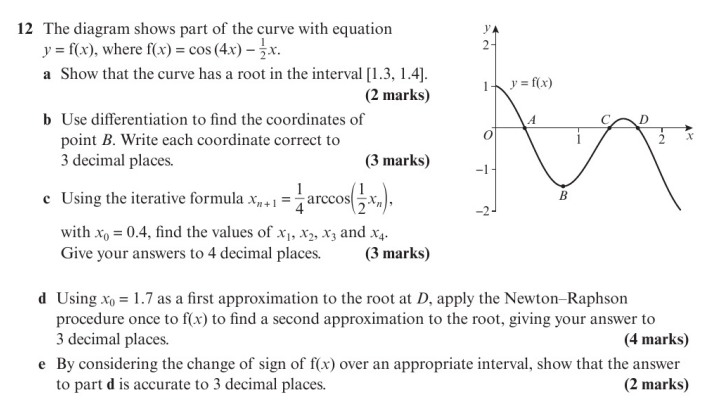 12 The diagram shows part of the curve with equation
y = f(x), where f(x) = cos (4x) – 1/2 x.
a Show that the curve has a root in the interval [1.3, 1.4].
(2 marks)
b Use differentiation to find the coordinates of
point B. Write each coordinate correct to
3 decimal places. (3 marks)
c Using the iterative formula xₙ₊₁ = 1/4 arccos(1/2 xₙ),
with x₀ = 0.4, find the values of x₁, x₂, x₃ and x₄.
Give your answers to 4 decimal places. (3 marks)
y
2
1
y = f(x)
A
C
D
O
1
2
x
–1
B
–2
d Using x₀ = 1.7 as a first approximation to the root at D, apply the Newton–Raphson
procedure once to f(x) to find a second approximation to the root, giving your answer to
3 decimal places. (4 marks)
e By considering the change of sign of f(x) over an appropriate interval, show that the answer
to part d is accurate to 3 decimal places. (2 marks)